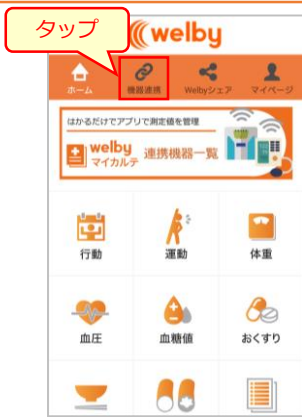 タップ
welby
ホーム 機器連携 Welbyシェア マイページ
はかるだけでアプリで測定値を管理
welby
マイカルテ 連携機器一覧
行動 運動 体重
血圧 血糖値 おくすり